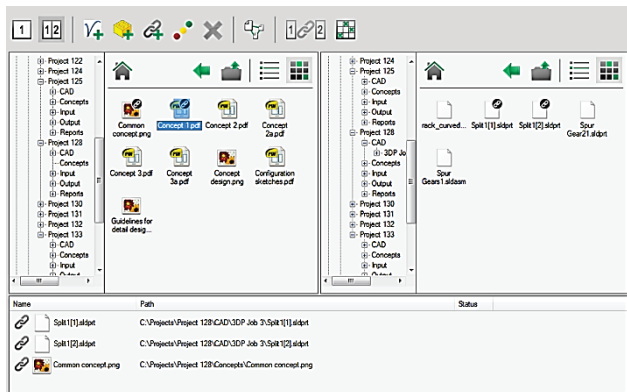 1
1 2
1 2
Project 122
Project 124
Project 125
CAD
Concepts
Input
Output
Reports
Project 128
CAD
Concepts
Input
Output
Reports
Project 130
Project 131
Project 132
Project 133
CAD
Concepts
Input
Output
Common
concept.png
Concept 1.pdf
Concept 2.pdf
Concept
2a.pdf
Concept 3.pdf
Concept
3a.pdf
Concept
design.png
Configuration
sketches.pdf
Guidelines for
detail desig...
Project 124
Project 125
CAD
Concepts
Input
Output
Reports
Project 128
CAD
3DP Jo
Concepts
Input
Output
Reports
Project 130
Project 131
Project 132
Project 133
CAD
Concepts
Input
Output
rack_curved...
Split1[1].sldprt
Split1[2].sldprt
Spur
Gear21.sldprt
Spur
Gears1.sldasm
Name
Path
Status
Split1[1].sldprt
C:\Projects\Project 128\CAD\3DP Job 3\Split1[1].sldprt
Split1[2].sldprt
C:\Projects\Project 128\CAD\3DP Job 3\Split1[2].sldprt
Common concept.png
C:\Projects\Project 128\Concepts\Common concept.png